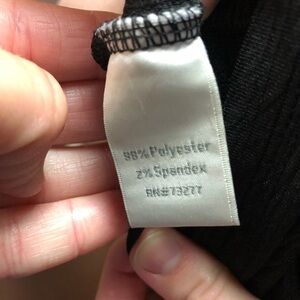 98% Polyester
2% Spandex
RN#73277